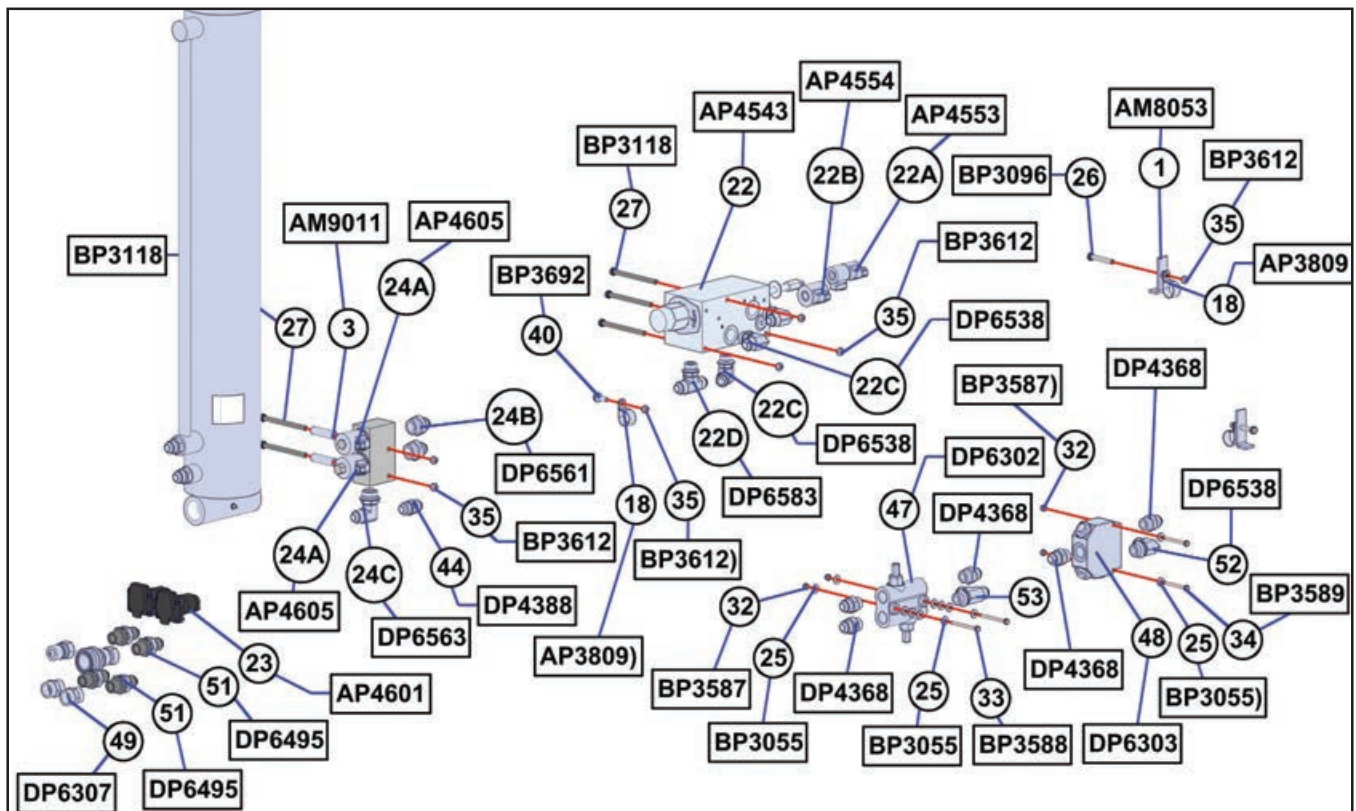 AP4554
AP4543
AP4553
AM8053
BP3118
22B
22A
BP3096
26
1
BP3612
22
27
35
AM9011
AP4605
BP3612
AP3809
18
BP3118
24A
BP3692
35
DP6538
27
3
40
22C
DP4368
BP3587)
24B
22C
22D
DP6538
DP6302
32
DP6561
DP6583
DP6538
18
35
47
DP4368
35
BP3612
BP3612)
52
24A
24C
44
DP4388
32
53
BP3589
AP4605
48
34
DP6563
AP3809)
DP4368
25
23
25
BP3587
DP4368
25
33
BP3055)
51
AP4601
51
49
DP6495
BP3055
BP3055
BP3588
DP6303
DP6307
DP6495